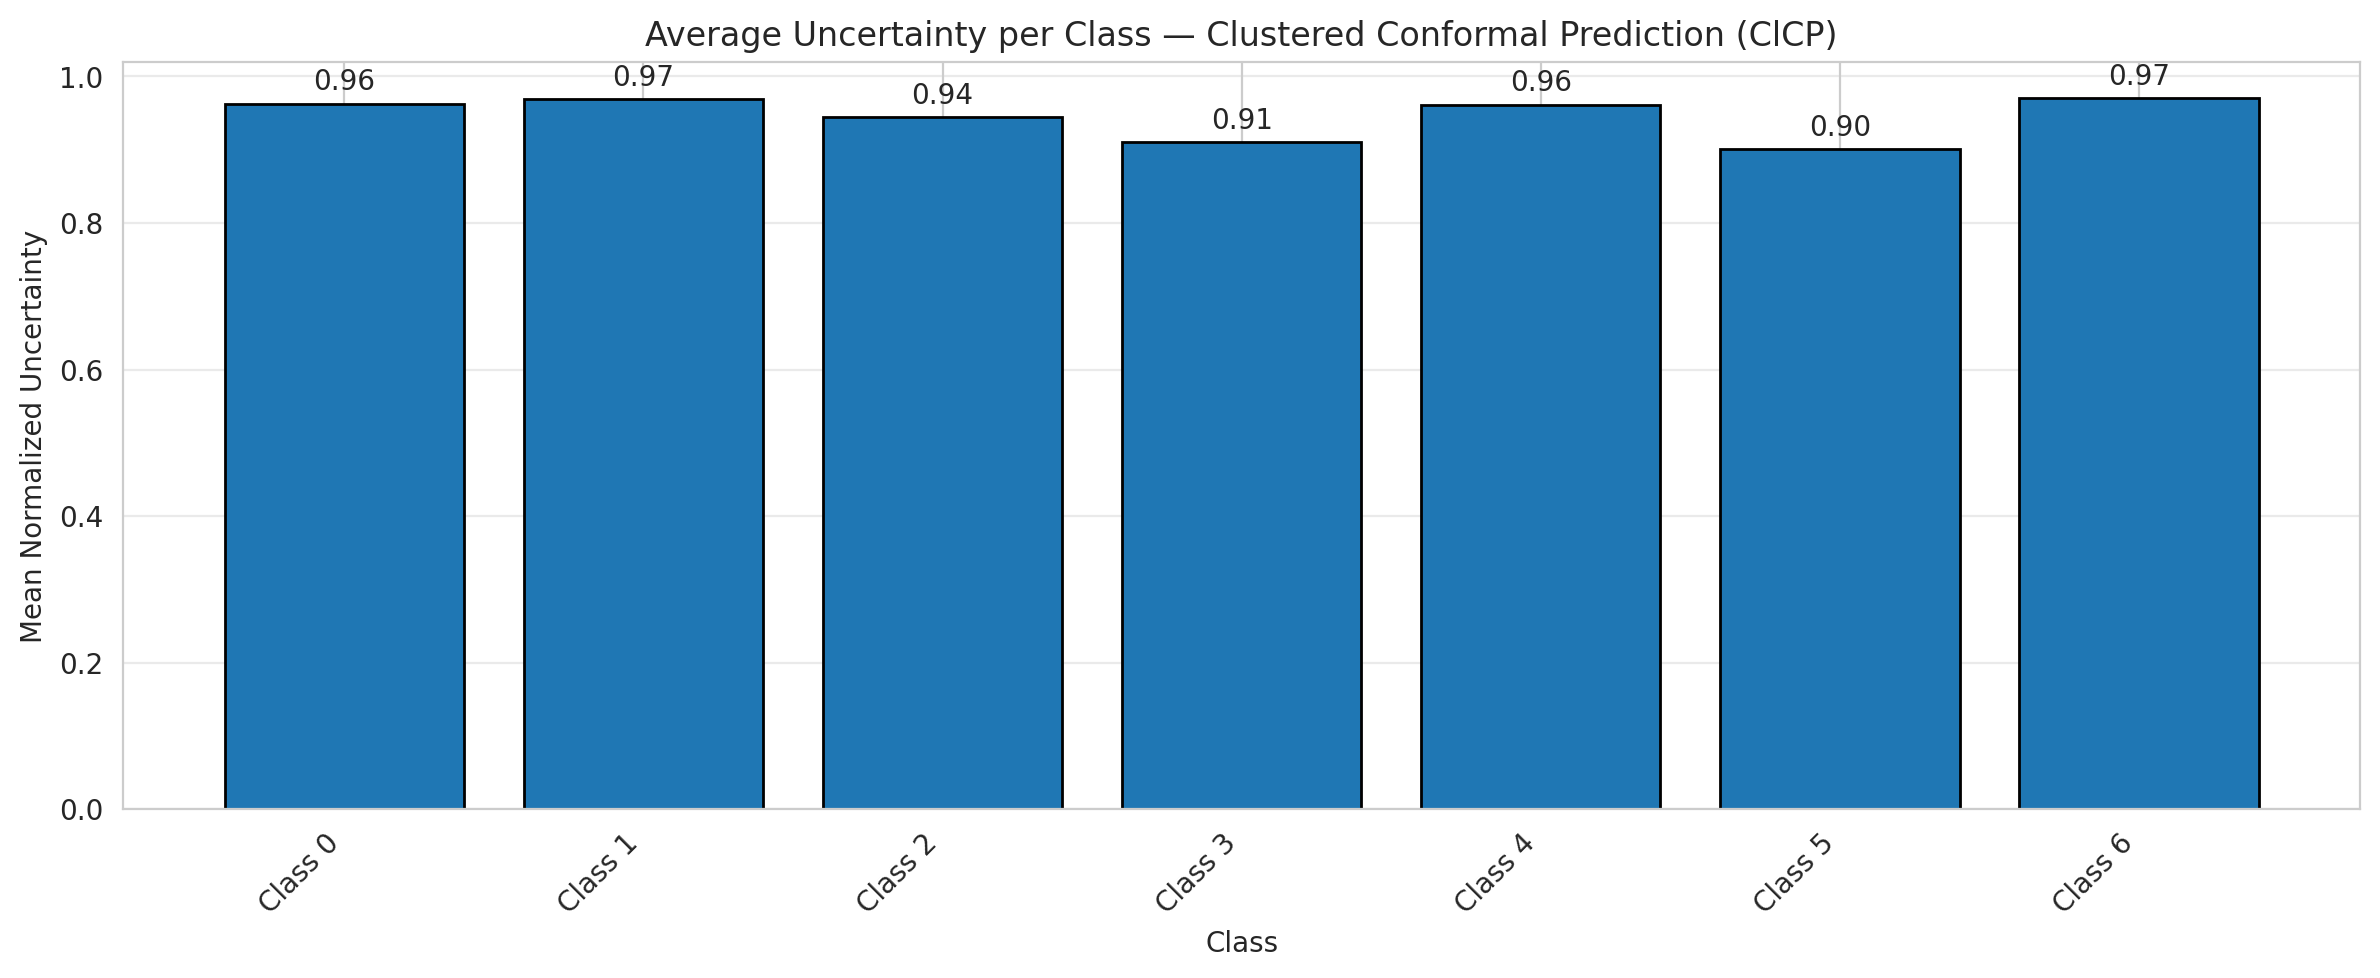 Average Uncertainty per Class — Clustered Conformal Prediction (ClCP)
Mean Normalized Uncertainty
1.0
0.8
0.6
0.4
0.2
0.0
0.96
0.97
0.94
0.91
0.96
0.90
0.97
Class 0
Class 1
Class 2
Class 3
Class 4
Class 5
Class 6
Class